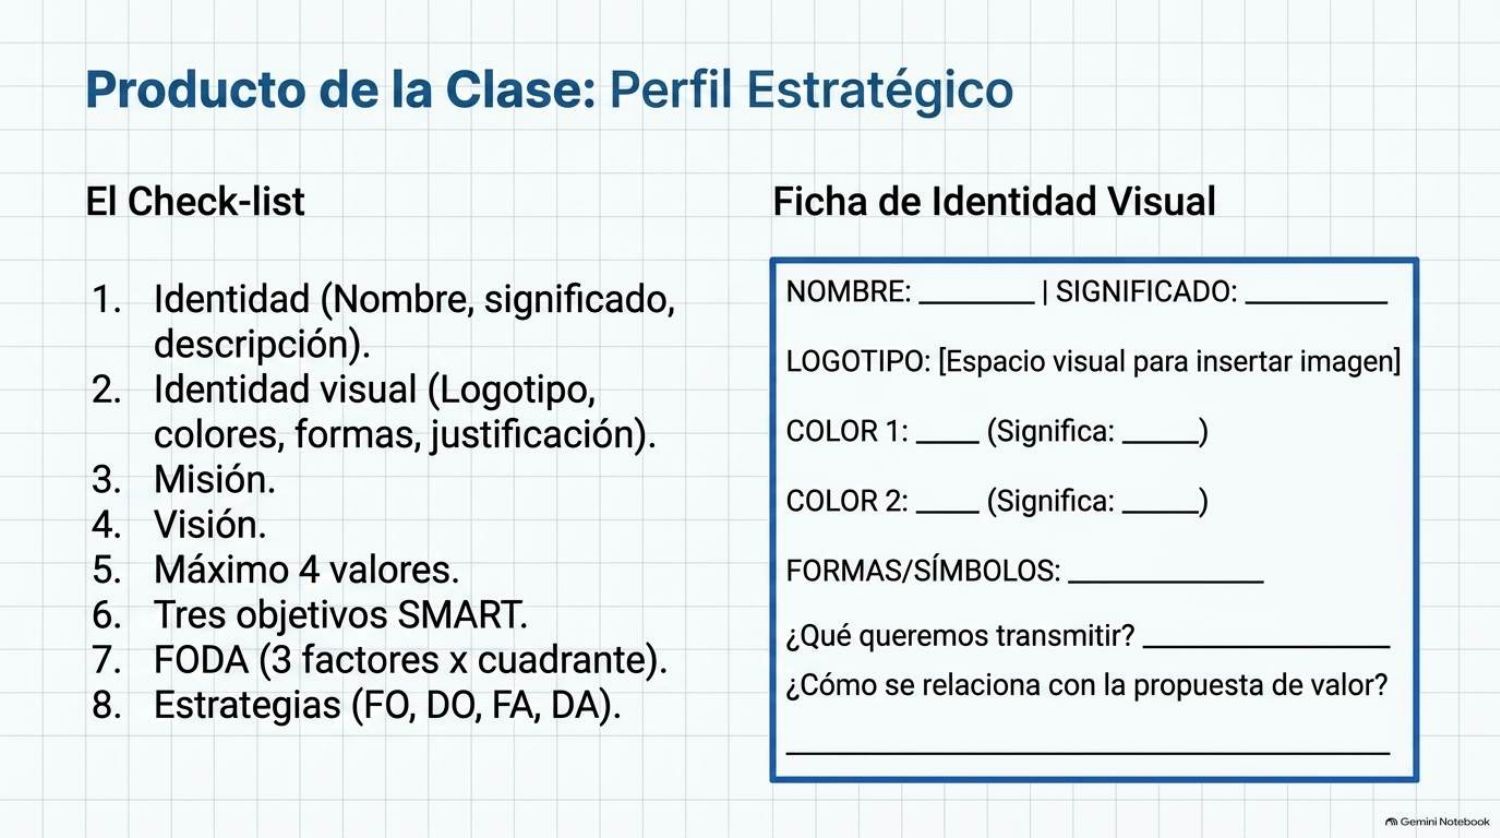 Producto de la Clase: Perfil Estratégico
El Check-list
1. Identidad (Nombre, significado,
descripción).
2. Identidad visual (Logotipo,
colores, formas, justificación).
3. Misión.
4. Visión.
5. Máximo 4 valores.
6. Tres objetivos SMART.
7. FODA (3 factores x cuadrante).
8. Estrategias (FO, DO, FA, DA).
Ficha de Identidad Visual
NOMBRE: ________ | SIGNIFICADO: __________
LOGOTIPO: [Espacio visual para insertar imagen]
COLOR 1: ____ (Significa: _____)
COLOR 2: ____ (Significa: _____)
FORMAS/SÍMBOLOS: _____________
¿Qué queremos transmitir? _________________
¿Cómo se relaciona con la propuesta de valor?
__________________________________________
Gemini Notebook